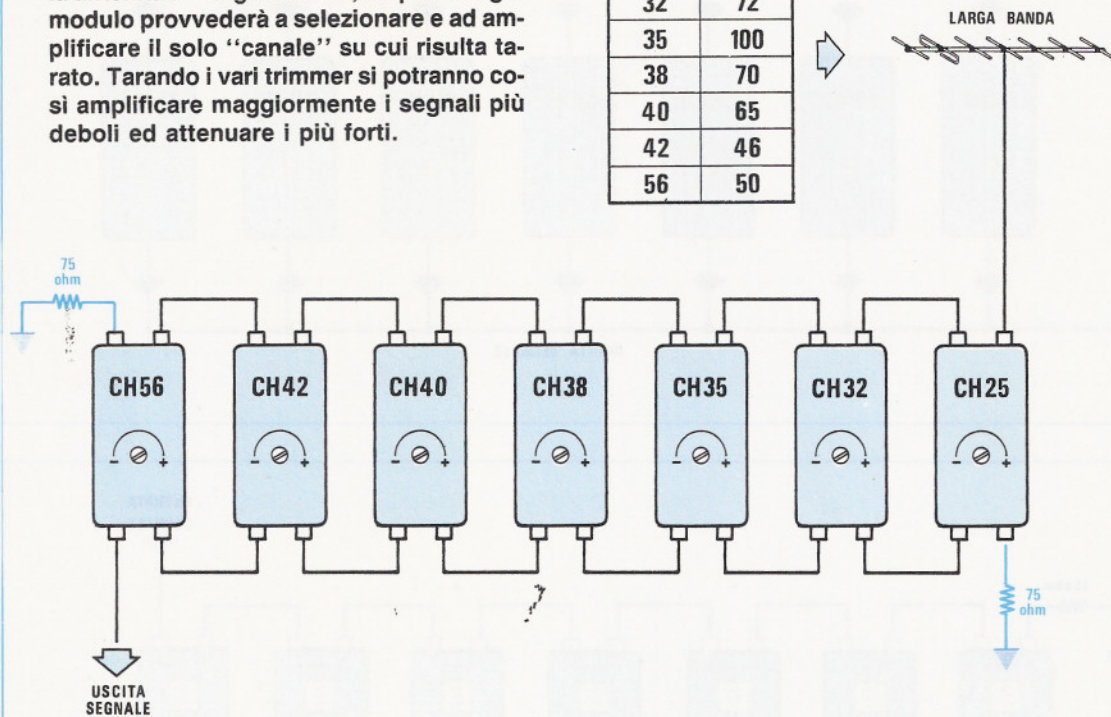 modulo provvederà a selezionare e ad am-
plificare il solo "canale" su cui risulta ta-
rato. Tarando i vari trimmer si potranno co-
sì amplificare maggiormente i segnali più
deboli ed attenuare i più forti.
32 72
35 100
38 70
40 65
42 46
56 50
LARGA BANDA
75
ohm
CH56 CH42 CH40 CH38 CH35 CH32 CH25
- + - + - + - + - + - + - +
75
ohm
USCITA
SEGNALE